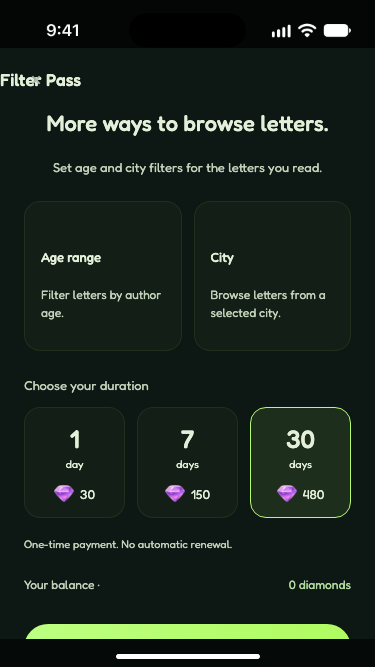 9:41
Filter Pass
More ways to browse letters.
Set age and city filters for the letters you read.
Age range
City
Filter letters by author
age.
Browse letters from a
selected city.
Choose your duration
1
day
30
7
days
150
30
days
480
One-time payment. No automatic renewal.
Your balance ·
0 diamonds